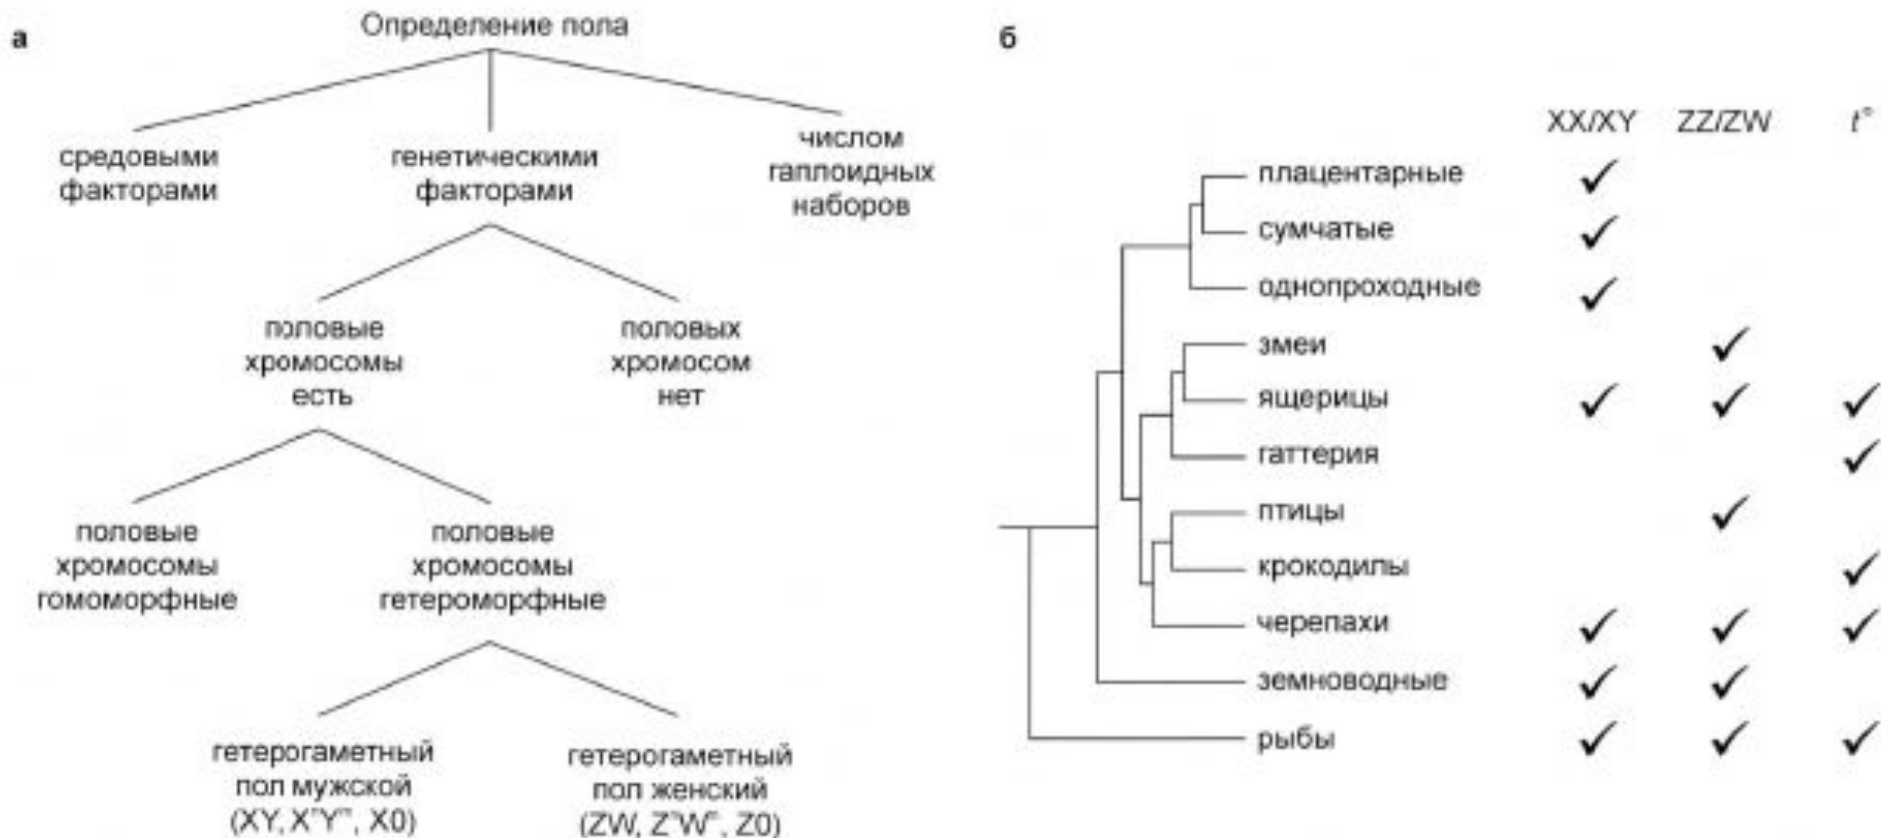 а
Определение пола
средовыми
факторами
генетическими
факторами
числом
гаплоидных
наборов
половые
хромосомы
есть
половых
хромосом
нет
половые
хромосомы
гомоморфные
половые
хромосомы
гетероморфные
гетерогаметный
пол мужской
(XY, XⁿYᵐ, X0)
гетерогаметный
пол женский
(ZW, ZⁿWᵐ, Z0)
б
XX/XY ZZ/ZW t°
плацентарные ✓
сумчатые ✓
однопроходные ✓
змеи ✓
ящерицы ✓ ✓ ✓
гаттерия ✓
птицы ✓
крокодилы ✓
черепахи ✓ ✓ ✓
земноводные ✓ ✓
рыбы ✓ ✓ ✓